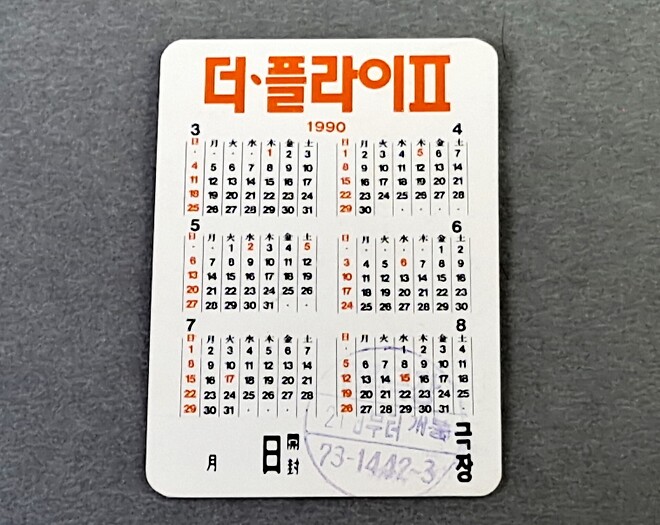 더·플라이Ⅱ
1990
3
日 月 火 水 木 金 土
· · · · 1 2 3
4 5 6 7 8 9 10
11 12 13 14 15 16 17
18 19 20 21 22 23 24
25 26 27 28 29 30 31
4
日 月 火 水 木 金 土
1 2 3 4 5 6 7
8 9 10 11 12 13 14
15 16 17 18 19 20 21
22 23 24 25 26 27 28
29 30 · · · · ·
5
日 月 火 水 木 金 土
· · 1 2 3 4 5
6 7 8 9 10 11 12
13 14 15 16 17 18 19
20 21 22 23 24 25 26
27 28 29 30 31 · ·
6
日 月 火 水 木 金 土
· · · · · 1 2
3 4 5 6 7 8 9
10 11 12 13 14 15 16
17 18 19 20 21 22 23
24 25 26 27 28 29 30
7
日 月 火 水 木 金 土
1 2 3 4 5 6 7
8 9 10 11 12 13 14
15 16 17 18 19 20 21
22 23 24 25 26 27 28
29 30 31 · · · ·
8
日 月 火 水 木 金 土
· · · 1 2 3 4
5 6 7 8 9 10 11
12 13 14 15 16 17 18
19 20 21 22 23 24 25
26 27 28 29 30 31 ·
月 日 開封 극장
부터 개봉
73-1442-3